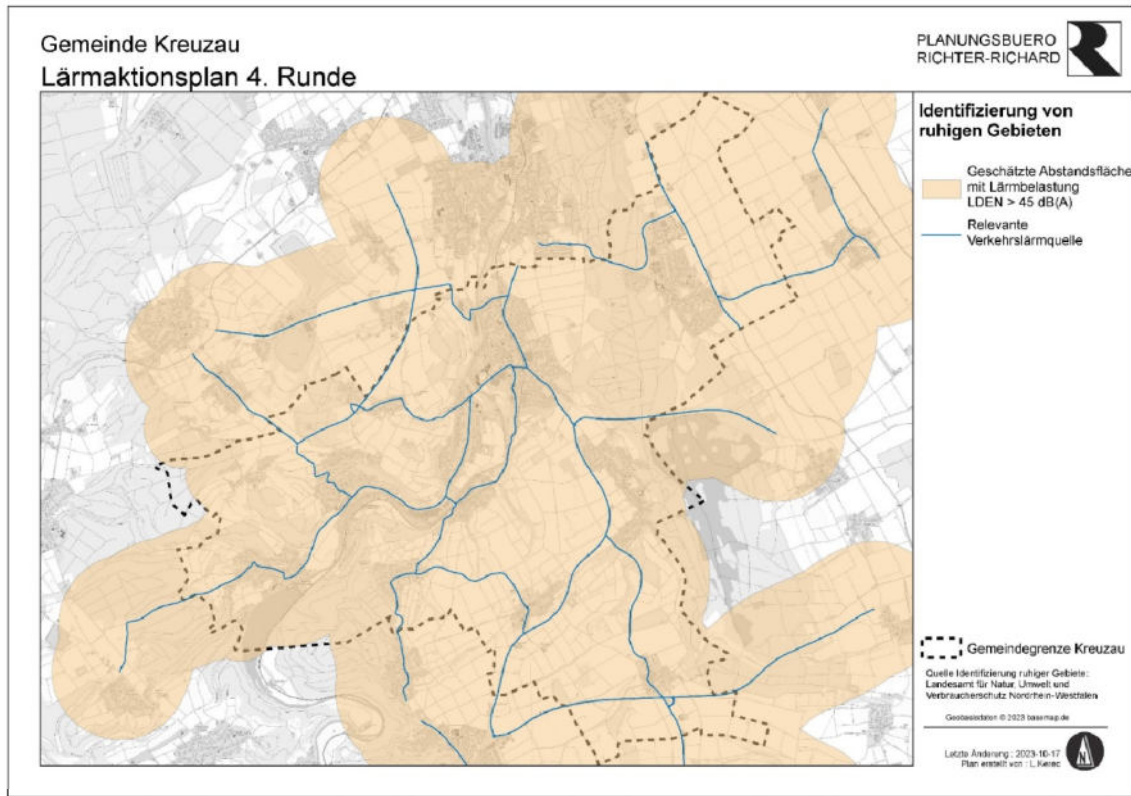 Gemeinde Kreuzau
Lärmaktionsplan 4. Runde
PLANUNGSBUERO
RICHTER-RICHARD
Identifizierung von
ruhigen Gebieten
Geschätzte Abstandsfläche
mit Lärmbelastung
LDEN > 45 dB(A)
Relevante
Verkehrslärmquelle
Gemeindegrenze Kreuzau
Quelle Identifizierung ruhiger Gebiete:
Landesamt für Natur, Umwelt und
Verbraucherschutz Nordrhein-Westfalen
Geobasisdaten © 2023 basemap.de
Letzte Änderung : 2023-10-17
Plan erstellt von : L. Kerec
N